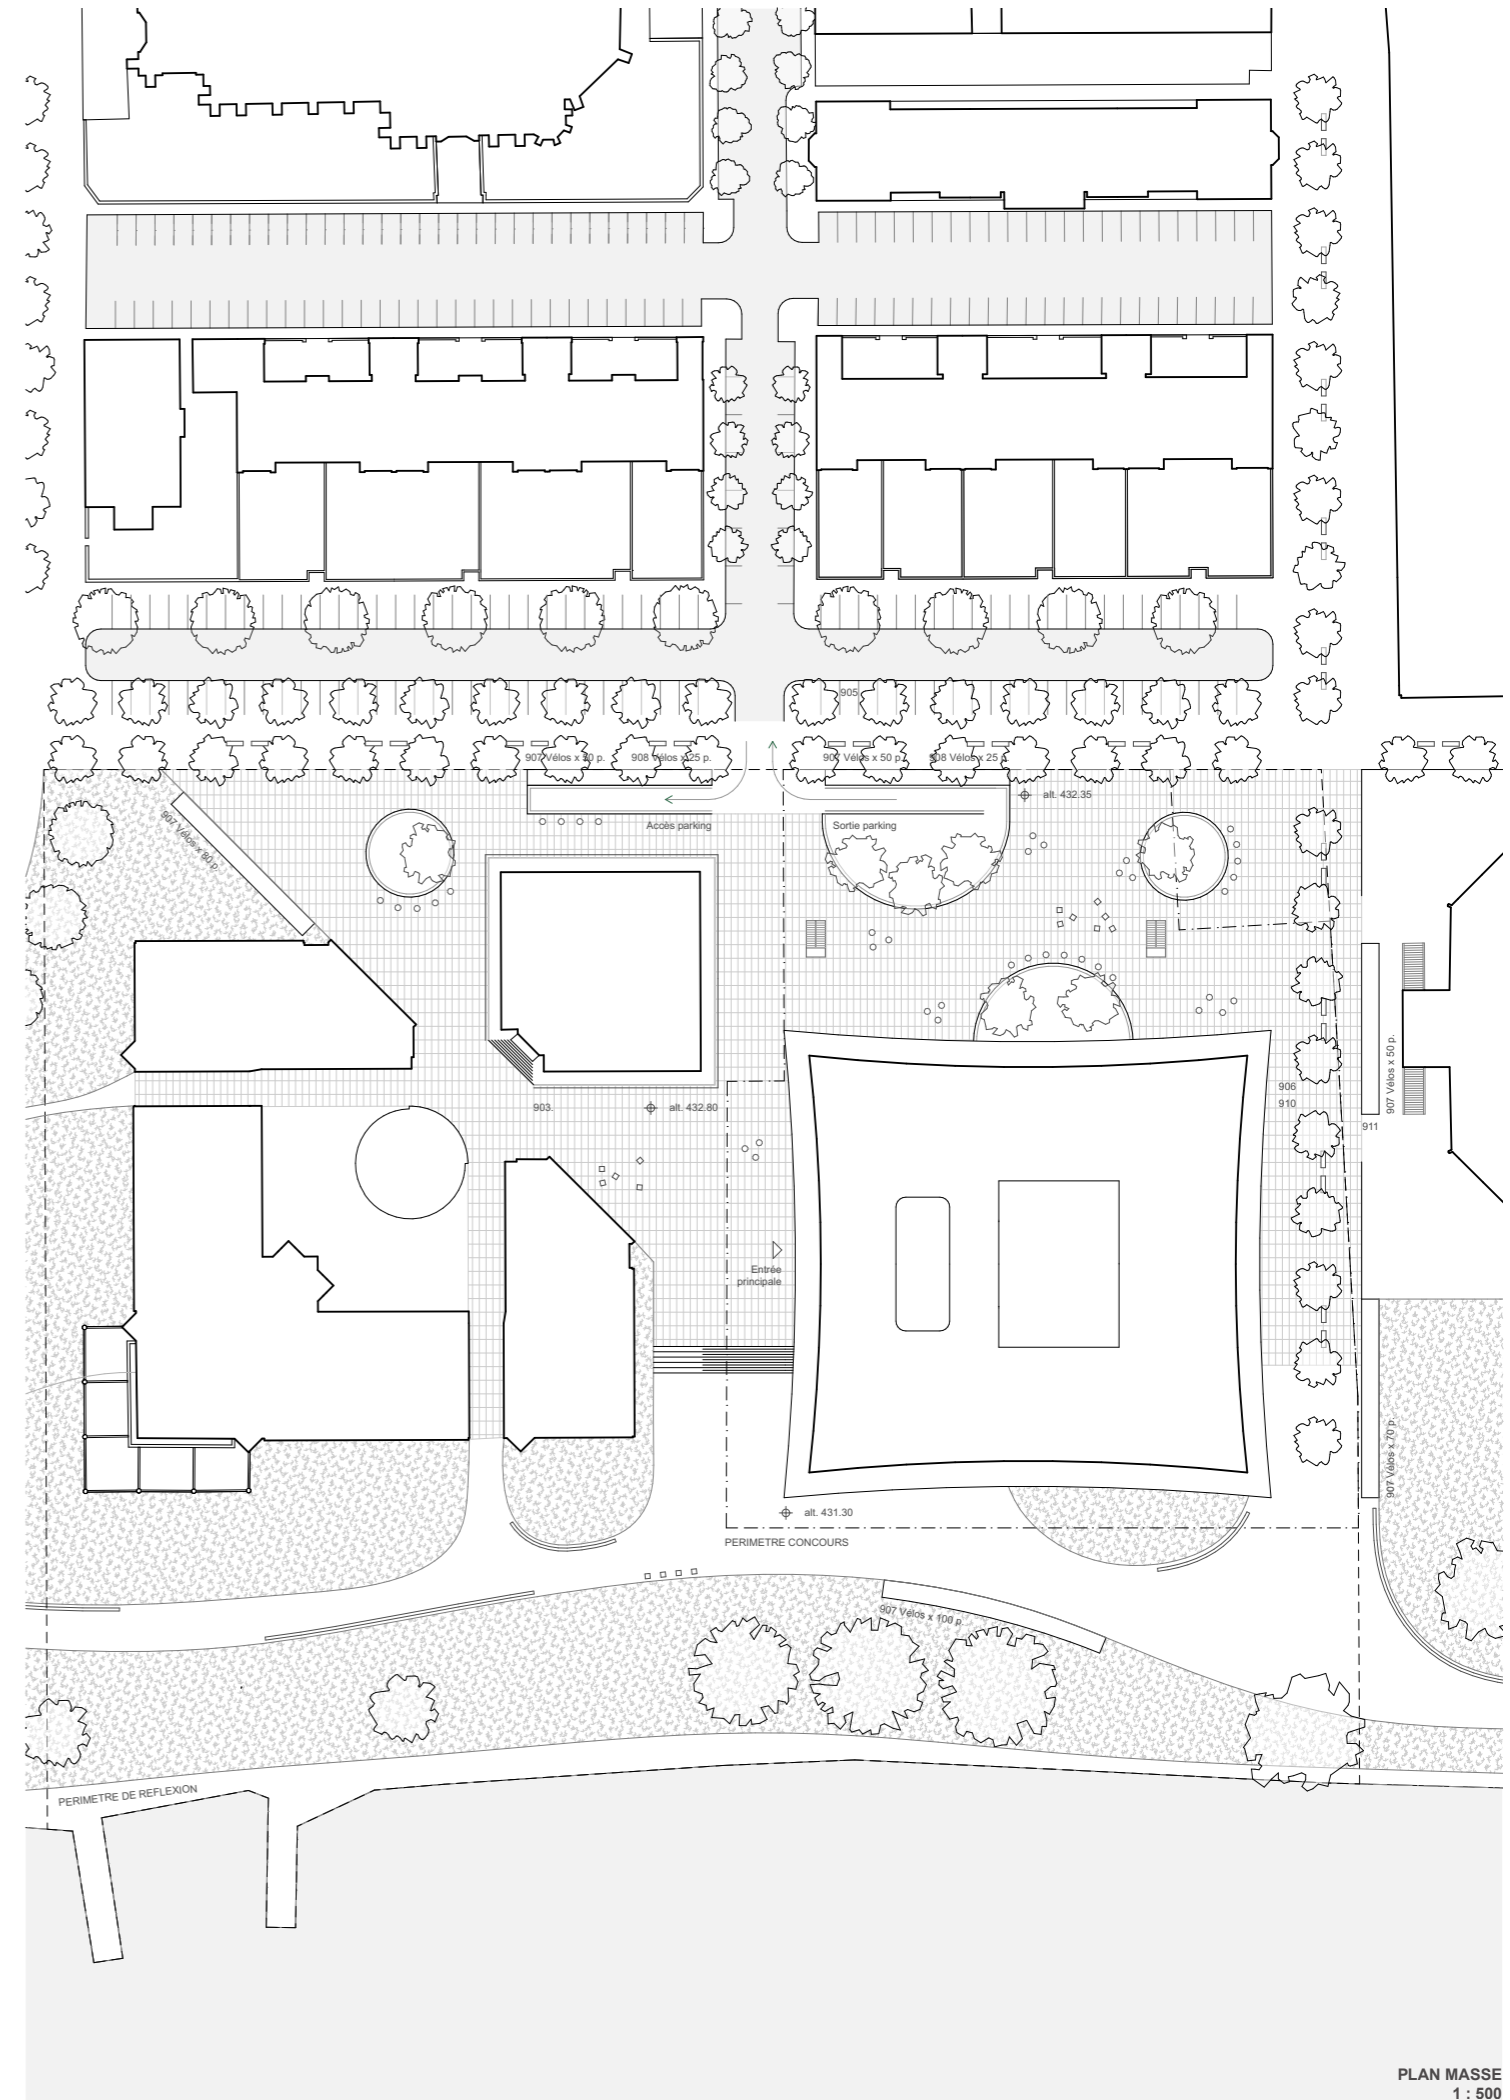 905
907 Vélos x 50 p.
908 Vélos x 25 p.
907 Vélos x 50 p.
908 Vélos x 25 p.
alt. 432.35
Accès parking
Sortie parking
907 Vélos x 80 p.
907 Vélos x 50 p.
906
910
903.
alt. 432.80
911
Entrée
principale
907 Vélos x 70 p.
alt. 431.30
PERIMETRE CONCOURS
907 Vélos x 100 p.
PERIMETRE DE REFLEXION
PLAN MASSE
1 : 500